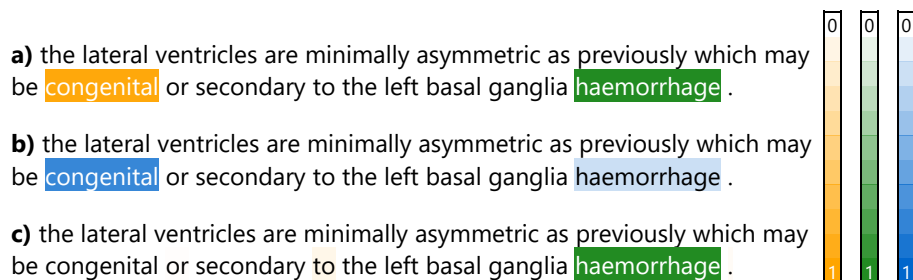 a) the lateral ventricles are minimally asymmetric as previously which may
be congenital or secondary to the left basal ganglia haemorrhage .
b) the lateral ventricles are minimally asymmetric as previously which may
be congenital or secondary to the left basal ganglia haemorrhage .
c) the lateral ventricles are minimally asymmetric as previously which may
be congenital or secondary to the left basal ganglia haemorrhage .
0 0 0
1 1 1